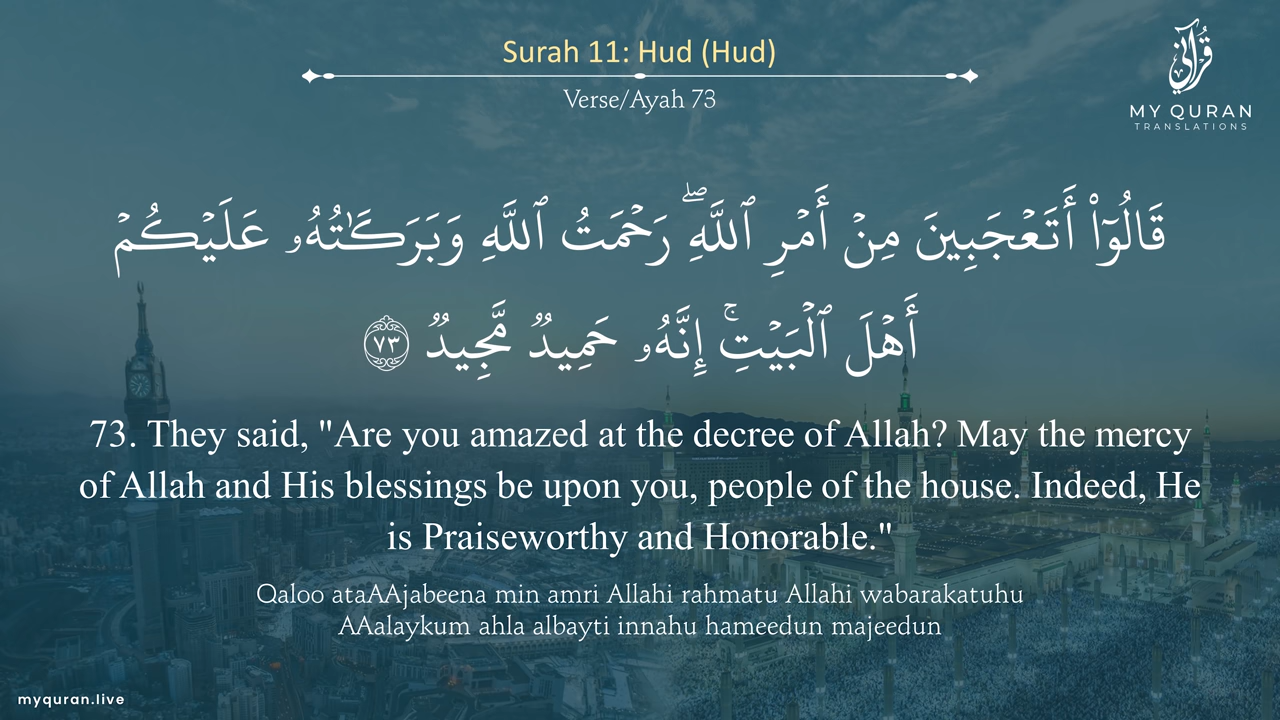 Surah 11: Hud (Hud)
Verse/Ayah 73
قرآني
MY QURAN
TRANSLATIONS
قَالُوٓا۟ أَتَعْجَبِينَ مِنْ أَمْرِ ٱللَّهِ ۖ رَحْمَتُ ٱللَّهِ وَبَرَكَـٰتُهُۥ عَلَيْكُمْ
أَهْلَ ٱلْبَيْتِ ۚ إِنَّهُۥ حَمِيدٌ مَّجِيدٌ ٧٣
73. They said, "Are you amazed at the decree of Allah? May the mercy
of Allah and His blessings be upon you, people of the house. Indeed, He
is Praiseworthy and Honorable."
Qaloo ataAAjabeena min amri Allahi rahmatu Allahi wabarakatuhu
AAalaykum ahla albayti innahu hameedun majeedun
myquran.live